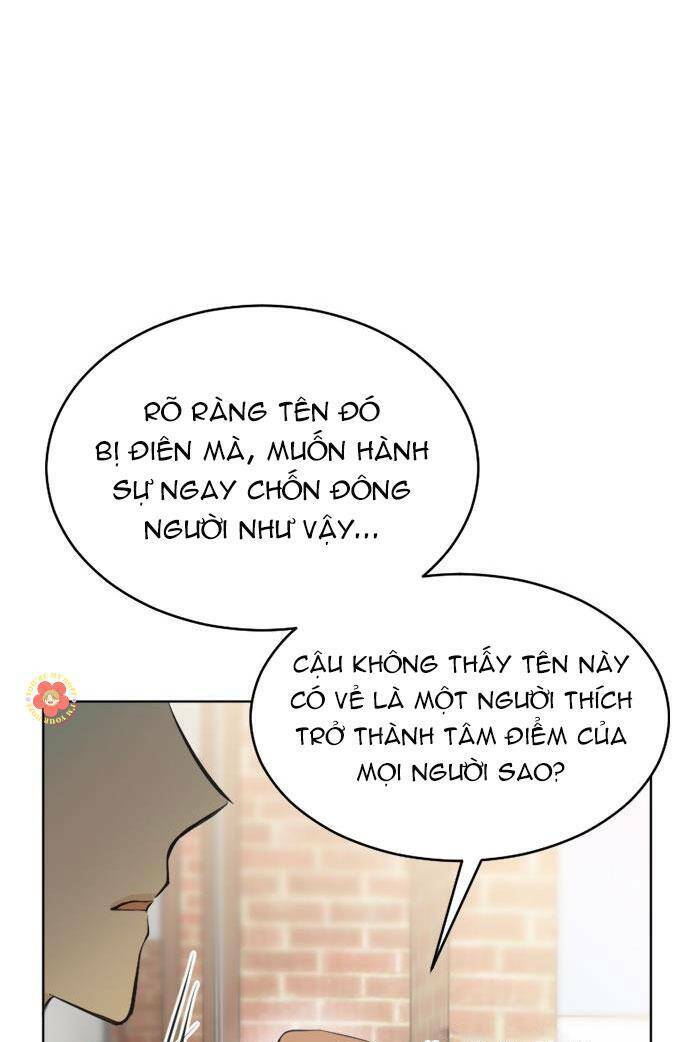 RÕ RÀNG TÊN ĐÓ
BỊ ĐIÊN MÀ, MUỐN HÀNH
SỰ NGAY CHỐN ĐÔNG
NGƯỜI NHƯ VẬY...
CẬU KHÔNG THẤY TÊN NÀY
CÓ VẺ LÀ MỘT NGƯỜI THÍCH
TRỞ THÀNH TÂM ĐIỂM CỦA
MỌI NGƯỜI SAO?